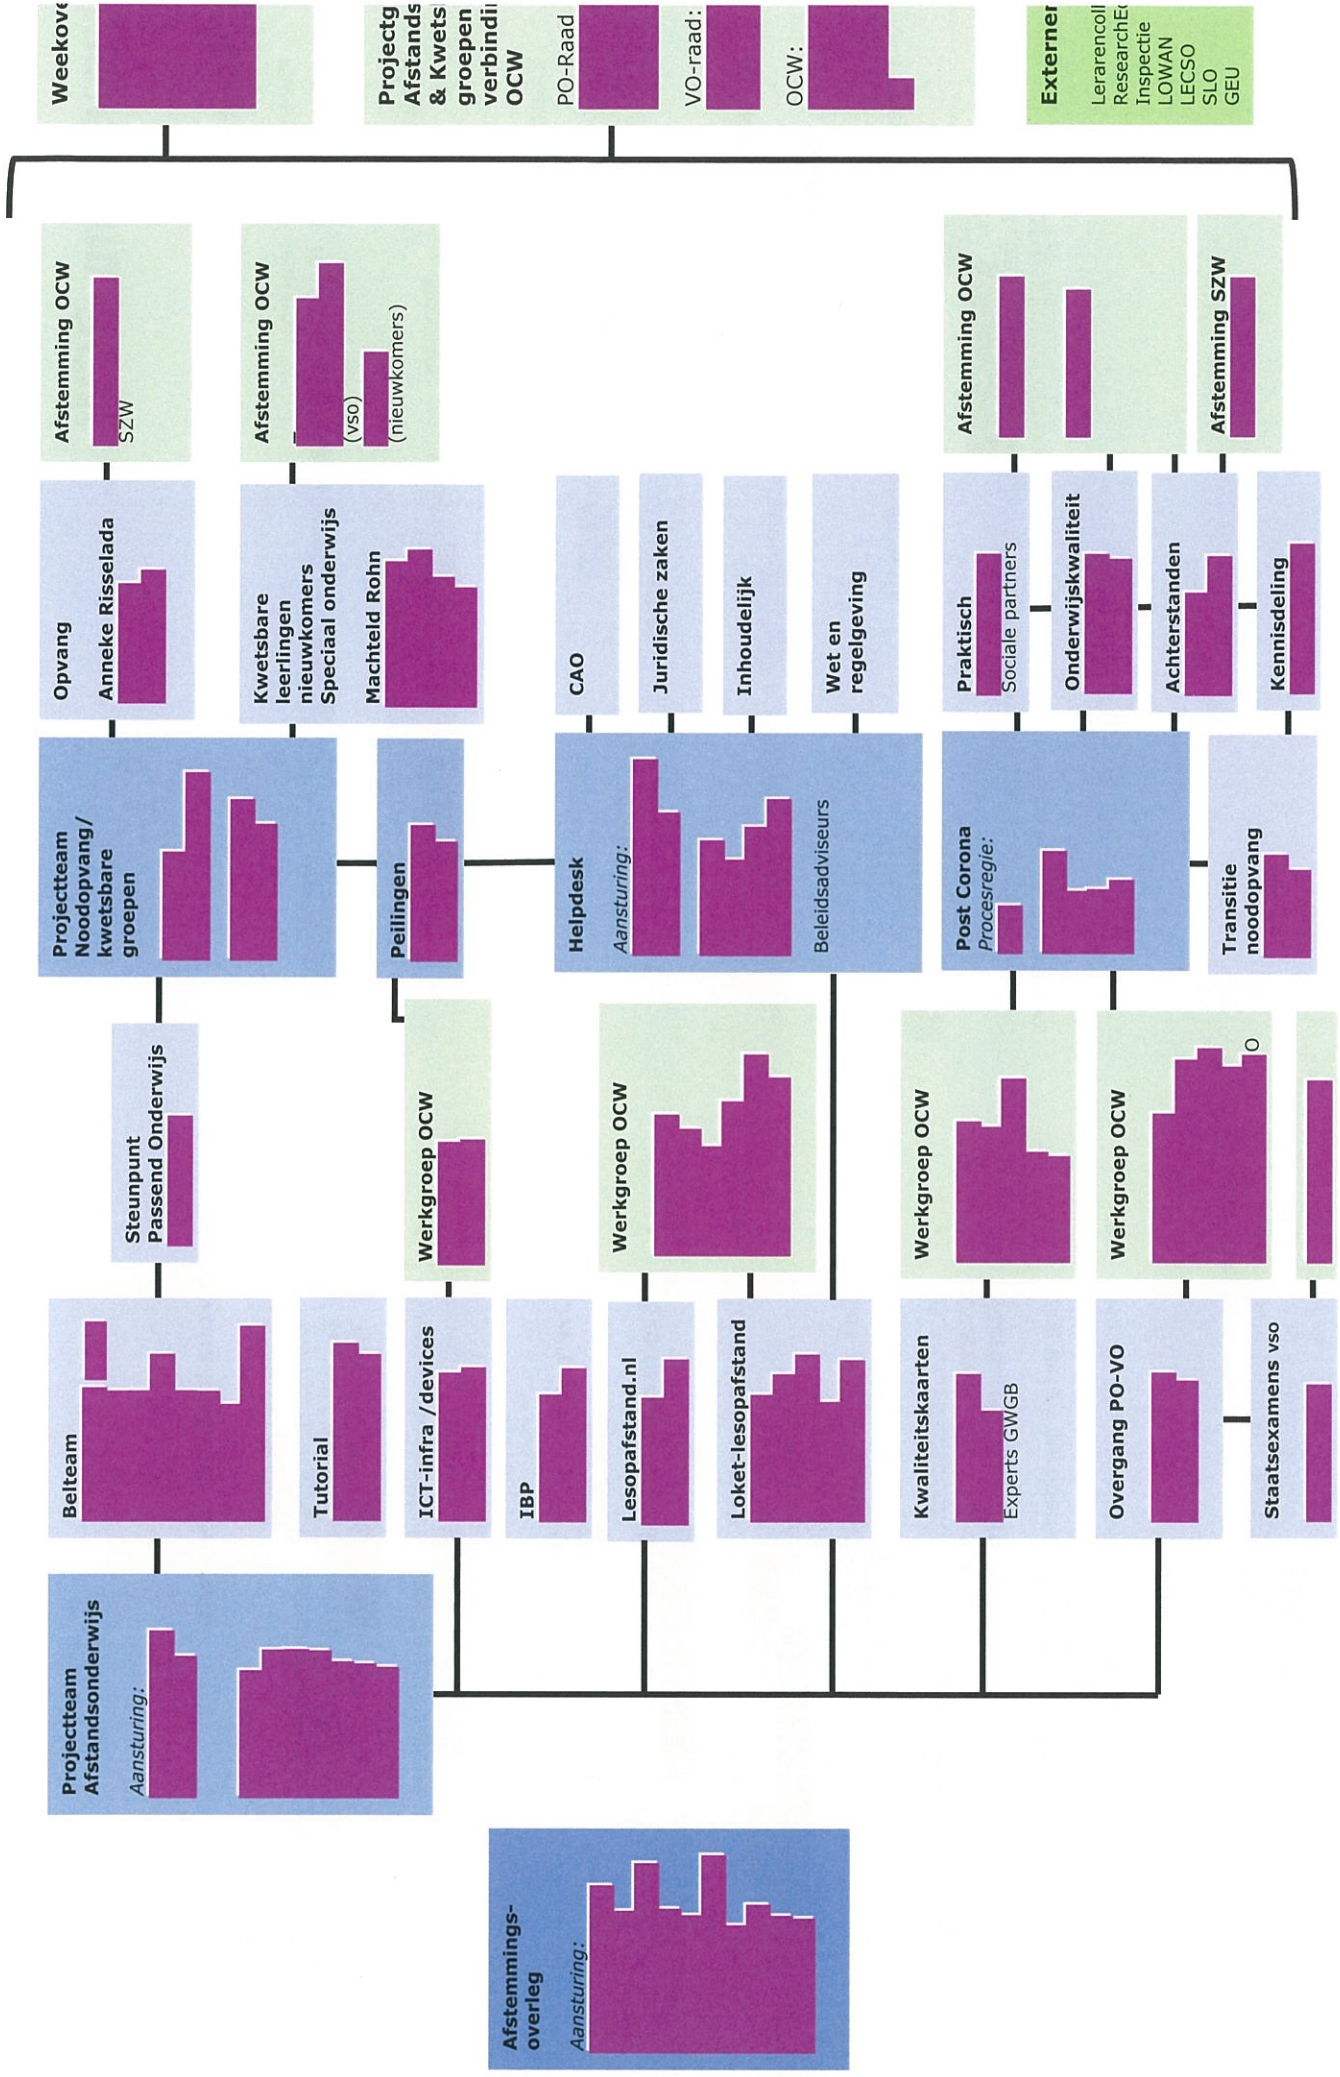 Afstemmings-
overleg
Aansturing:
Projectteam
Afstandsonderwijs
Aansturing:
Belteam
Tutorial
ICT-infra /devices
IBP
Lesopafstand.nl
Loket-lesopafstand
Kwaliteitskaarten
Experts GWGB
Overgang PO-VO
Staatsexamens vso
Steunpunt
Passend Onderwijs
Werkgroep OCW
Werkgroep OCW
Werkgroep OCW
Werkgroep OCW
O
Projectteam
Noodopvang/
kwetsbare
groepen
Peilingen
Helpdesk
Aansturing:
Beleidsadviseurs
Post Corona
Procesregie:
Transitie
noodopvang
Opvang
Anneke Risselada
Kwetsbare
leerlingen
nieuwkomers
Speciaal onderwijs
Machteld Rohn
CAO
Juridische zaken
Inhoudelijk
Wet en
regelgeving
Praktisch
Sociale partners
Onderwijskwaliteit
Achterstanden
Kennisdeling
Afstemming OCW
SZW
Afstemming OCW
(vso)
(nieuwkomers)
Afstemming OCW
Afstemming SZW
Weekove
Projectg
Afstands
& Kwets
groepen
verbindi
OCW
PO-Raad
VO-raad:
OCW:
Externe
Lerarencoll
ResearchE
Inspectie
LOWAN
LECSO
SLO
GEU